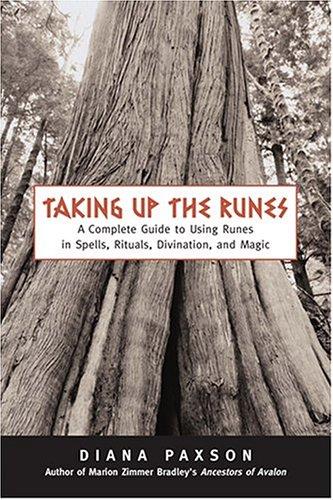 TAKING UP THE RUNES
A Complete Guide to Using Runes
in Spells, Rituals, Divination, and Magic
DIANA PAXSON
Author of Marion Zimmer Bradley's Ancestors of Avalon